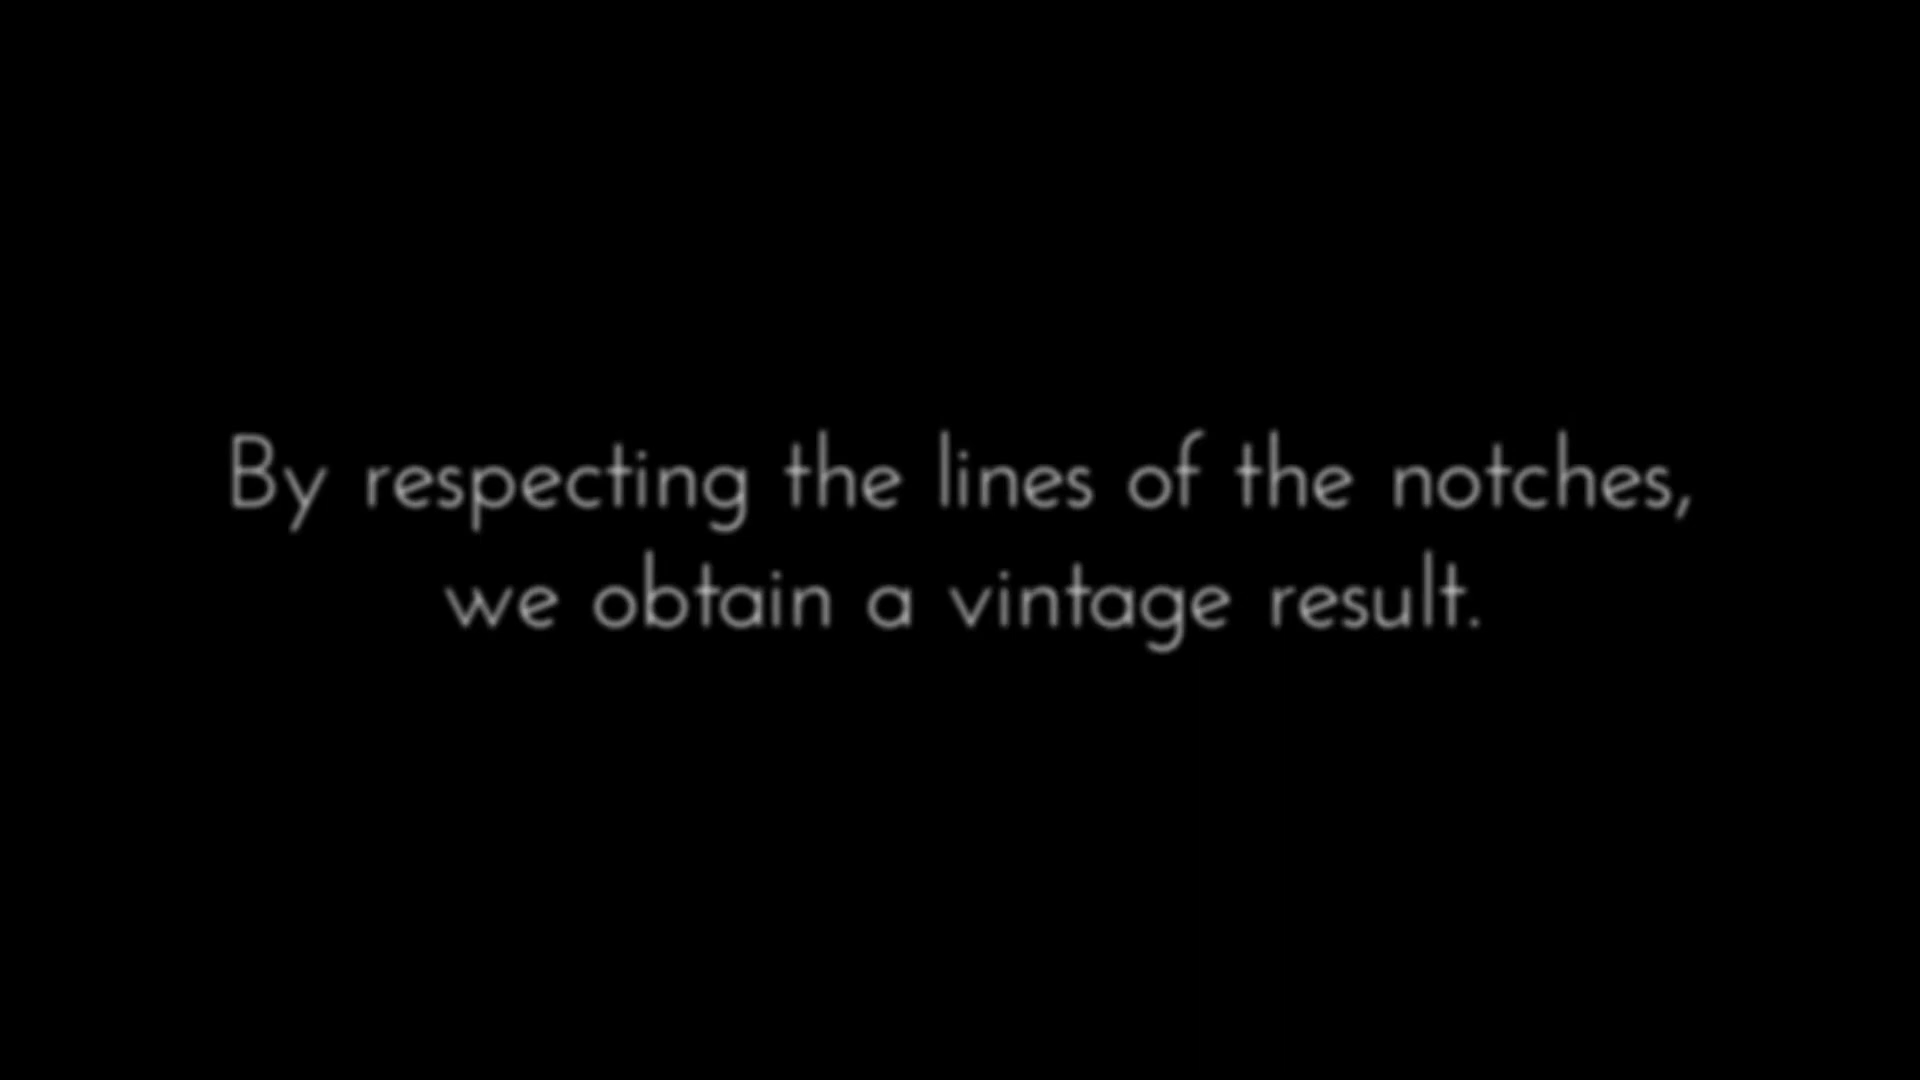 By respecting the lines of the notches,
we obtain a vintage result.